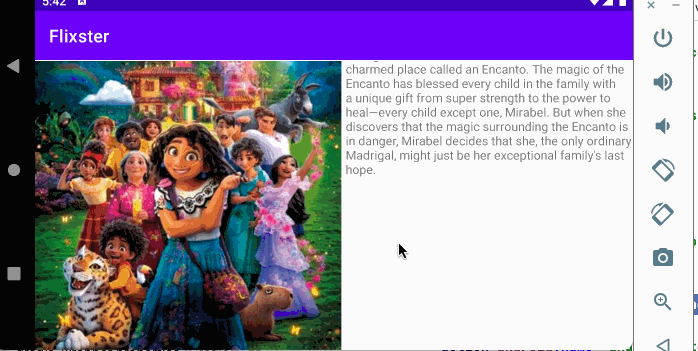 5:42
Flixster
charmed place called an Encanto. The magic of the
Encanto has blessed every child in the family with
a unique gift from super strength to the power to
heal—every child except one, Mirabel. But when she
discovers that the magic surrounding the Encanto is
in danger, Mirabel decides that she, the only ordinary
Madrigal, might just be her exceptional family's last
hope.